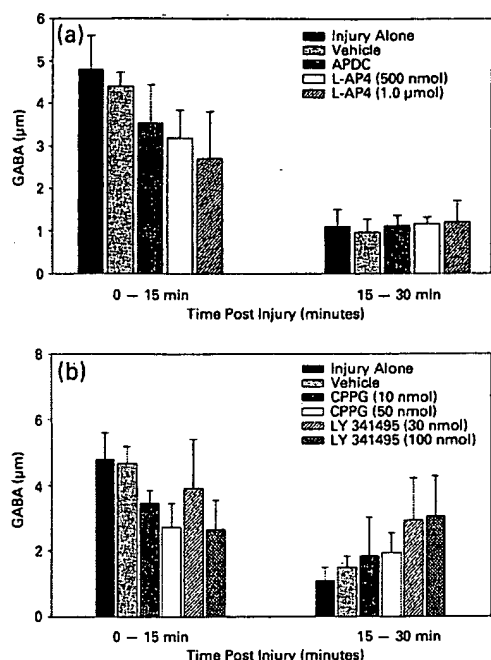 (a)
Injury Alone
Vehicle
APDC
L-AP4 (500 nmol)
L-AP4 (1.0 μmol)
GABA (μm)
6
5
4
3
2
1
0
0 – 15 min
15 – 30 min
Time Post Injury (minutes)
(b)
Injury Alone
Vehicle
CPPG (10 nmol)
CPPG (50 nmol)
LY 341495 (30 nmol)
LY 341495 (100 nmol)
GABA (μm)
8
6
4
2
0
0 – 15 min
15 – 30 min
Time Post Injury (minutes)